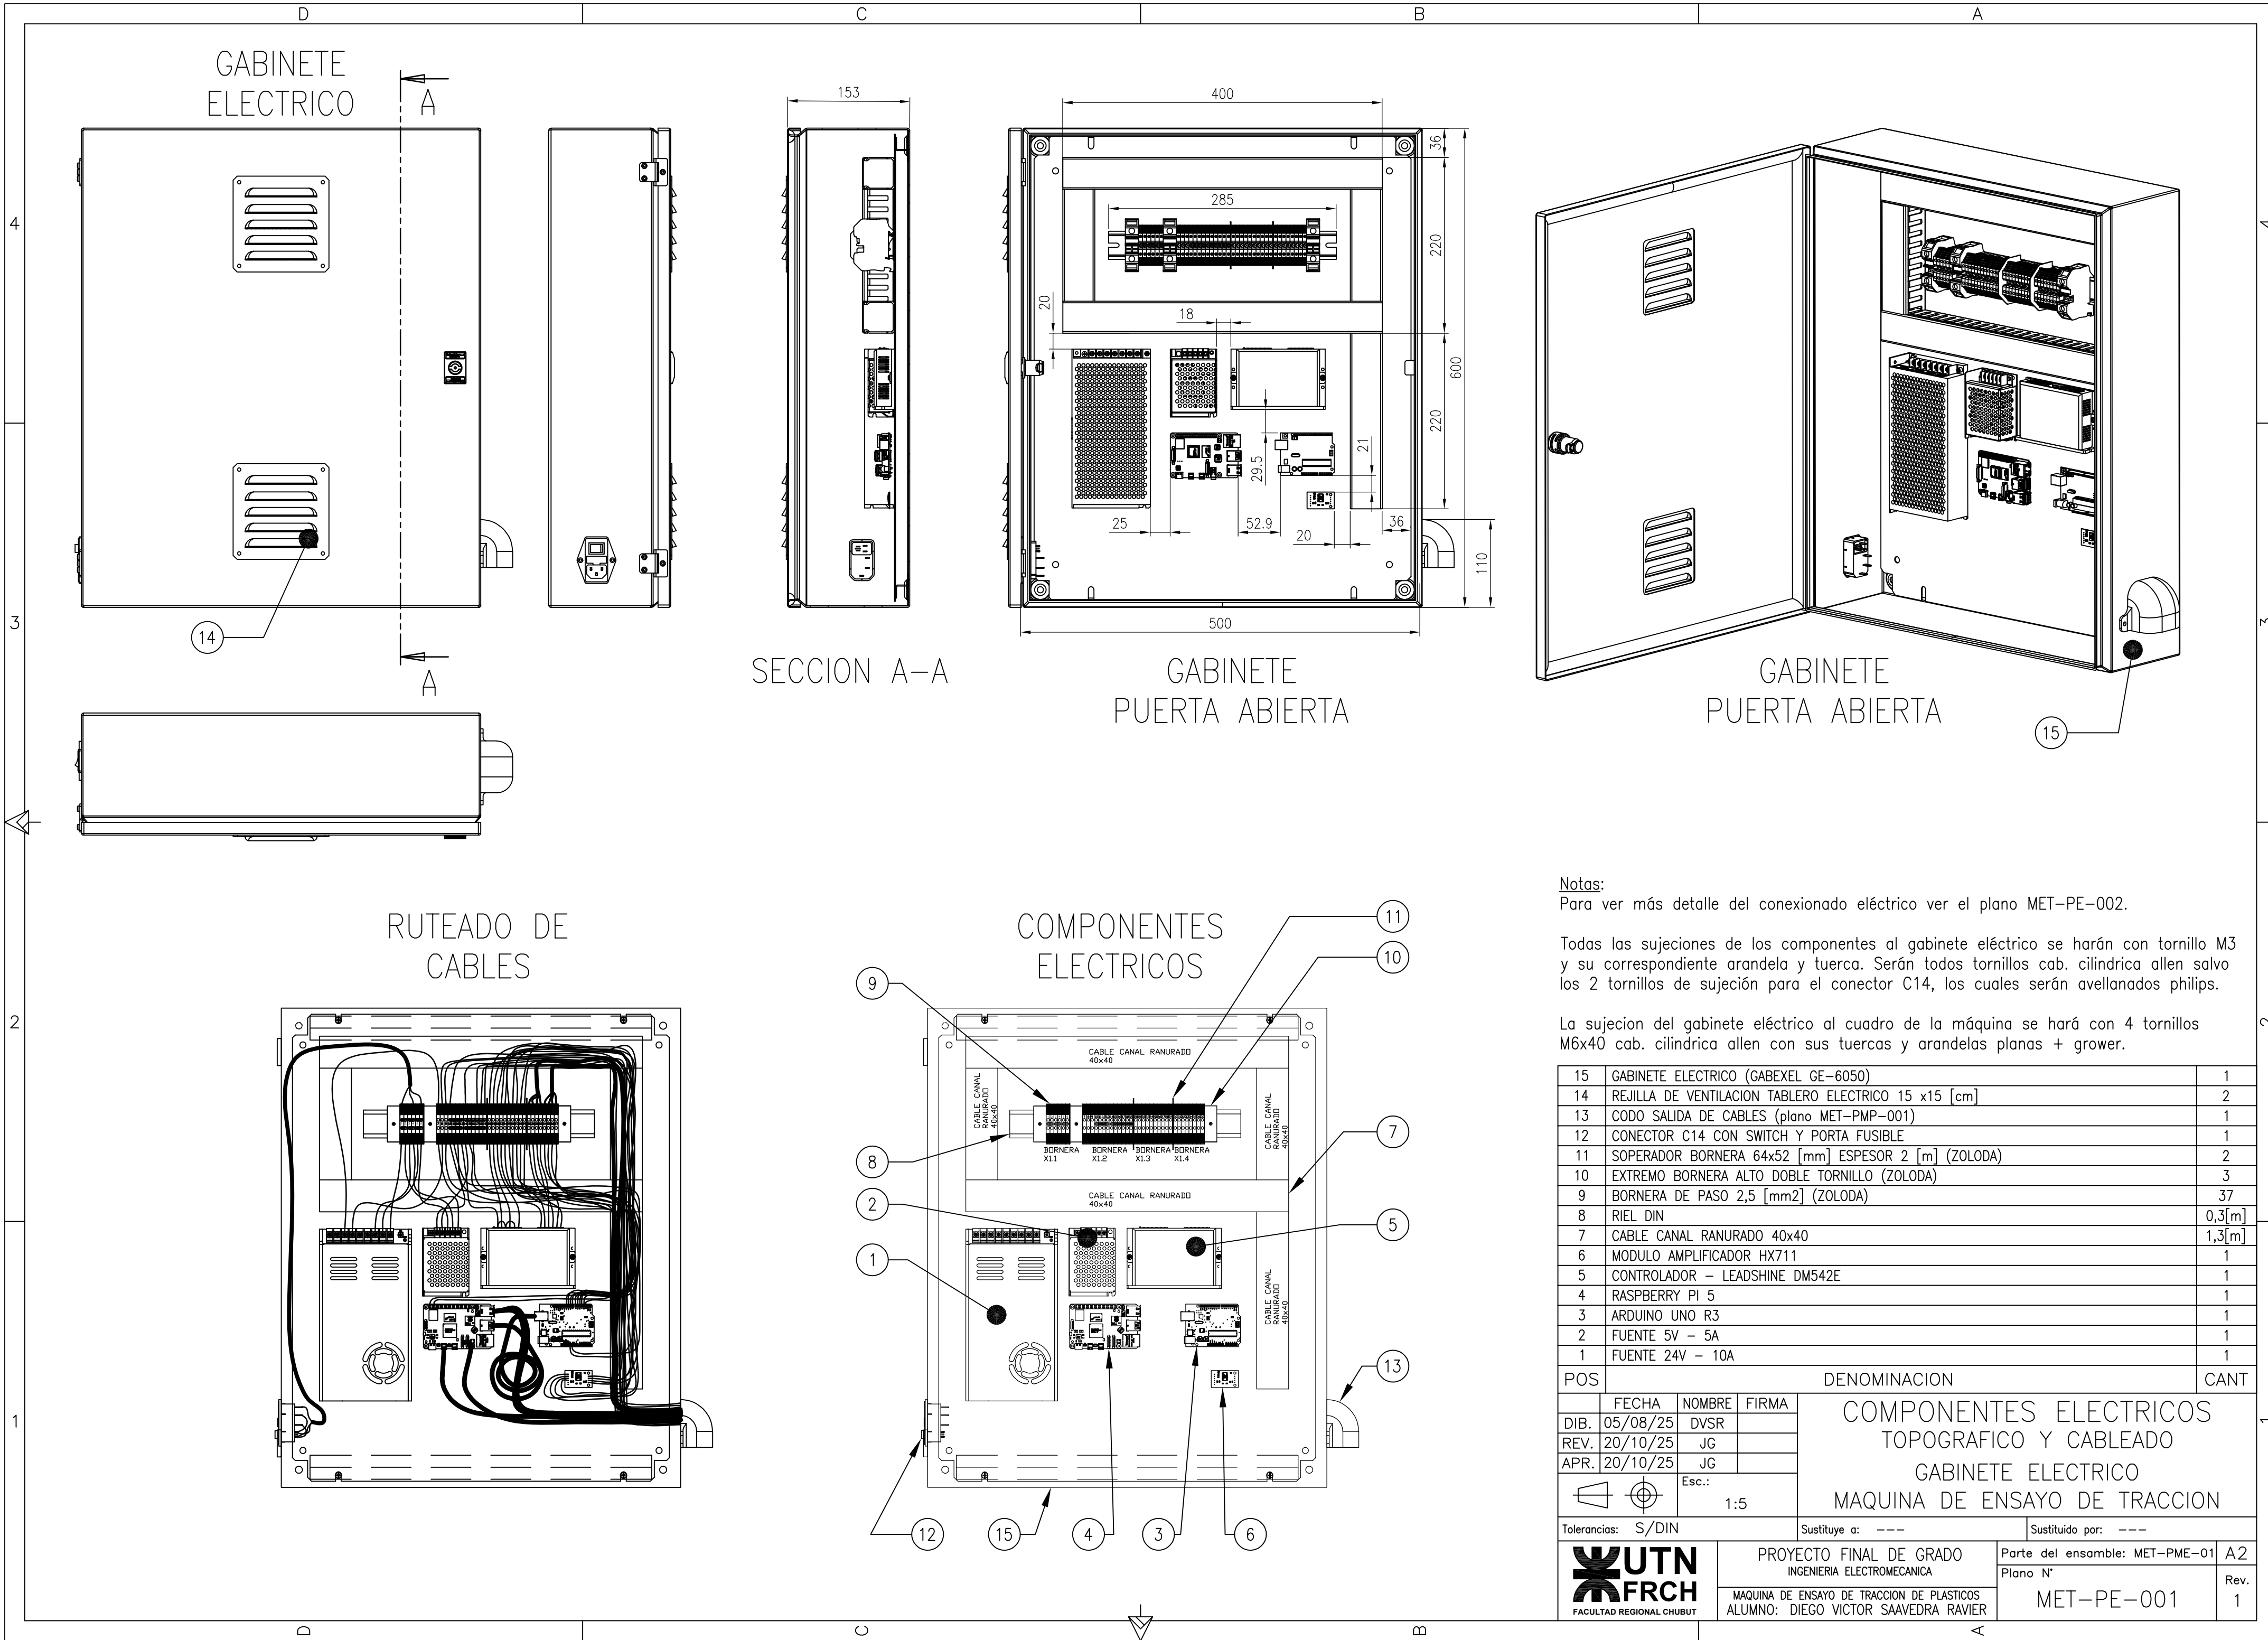 D
C
B
A
4
3
2
1
4
3
2
1
D
C
B
A
GABINETE
ELECTRICO
A
A
14
153
SECCION A-A
400
36
285
220
20
18
600
220
21
29.5
25
52.9
20
36
110
500
GABINETE
PUERTA ABIERTA
GABINETE
PUERTA ABIERTA
15
RUTEADO DE
CABLES
COMPONENTES
ELECTRICOS
11
10
9
8
7
2
5
1
13
12
15
4
3
6
CABLE CANAL RANURADO
40x40
CABLE CANAL
RANURADO
40x40
CABLE CANAL
RANURADO
40x40
BORNERA
X1.1
BORNERA
X1.2
BORNERA
X1.3
BORNERA
X1.4
CABLE CANAL RANURADO
40x40
CABLE CANAL
RANURADO
40x40
Notas:
Para ver más detalle del conexionado eléctrico ver el plano MET-PE-002.
Todas las sujeciones de los componentes al gabinete eléctrico se harán con tornillo M3
y su correspondiente arandela y tuerca. Serán todos tornillos cab. cilindrica allen salvo
los 2 tornillos de sujeción para el conector C14, los cuales serán avellanados philips.
La sujecion del gabinete eléctrico al cuadro de la máquina se hará con 4 tornillos
M6x40 cab. cilindrica allen con sus tuercas y arandelas planas + grower.
15 GABINETE ELECTRICO (GABEXEL GE-6050) 1
14 REJILLA DE VENTILACION TABLERO ELECTRICO 15 x15 [cm] 2
13 CODO SALIDA DE CABLES (plano MET-PMP-001) 1
12 CONECTOR C14 CON SWITCH Y PORTA FUSIBLE 1
11 SOPERADOR BORNERA 64x52 [mm] ESPESOR 2 [m] (ZOLODA) 2
10 EXTREMO BORNERA ALTO DOBLE TORNILLO (ZOLODA) 3
9 BORNERA DE PASO 2,5 [mm2] (ZOLODA) 37
8 RIEL DIN 0,3[m]
7 CABLE CANAL RANURADO 40x40 1,3[m]
6 MODULO AMPLIFICADOR HX711 1
5 CONTROLADOR - LEADSHINE DM542E 1
4 RASPBERRY PI 5 1
3 ARDUINO UNO R3 1
2 FUENTE 5V - 5A 1
1 FUENTE 24V - 10A 1
POS DENOMINACION CANT
FECHA NOMBRE FIRMA
DIB. 05/08/25 DVSR
REV. 20/10/25 JG
APR. 20/10/25 JG
Esc.:
1:5
COMPONENTES ELECTRICOS
TOPOGRAFICO Y CABLEADO
GABINETE ELECTRICO
MAQUINA DE ENSAYO DE TRACCION
Tolerancias: S/DIN
Sustituye a: ---
Sustituido por: ---
UTN
FRCH
FACULTAD REGIONAL CHUBUT
PROYECTO FINAL DE GRADO
INGENIERIA ELECTROMECANICA
MAQUINA DE ENSAYO DE TRACCION DE PLASTICOS
ALUMNO: DIEGO VICTOR SAAVEDRA RAVIER
Parte del ensamble: MET-PME-01
A2
Plano N°
MET-PE-001
Rev.
1